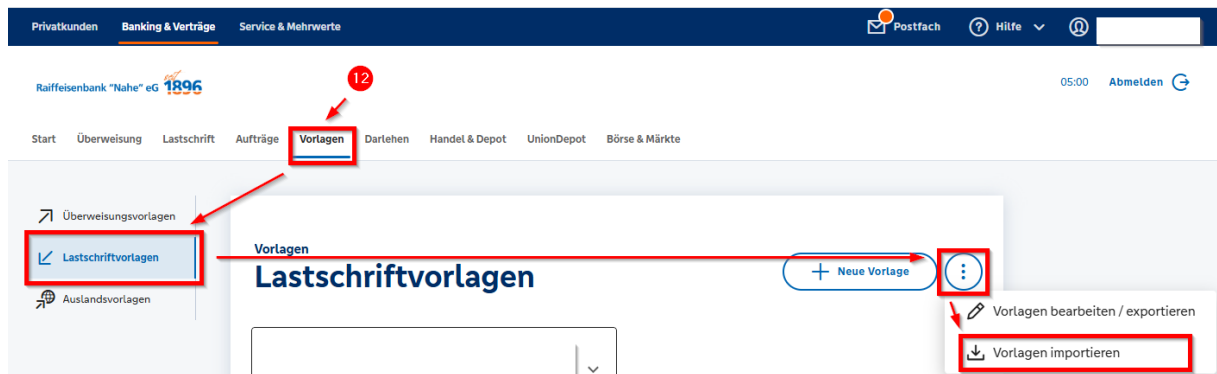 Privatkunden Banking & Verträge Service & Mehrwerte Postfach Hilfe
12
Raiffeisenbank "Nahe" eG 1896 05:00 Abmelden
Start Überweisung Lastschrift Aufträge Vorlagen Darlehen Handel & Depot UnionDepot Börse & Märkte
Überweisungsvorlagen
Lastschriftvorlagen
Auslandsvorlagen
Vorlagen
Lastschriftvorlagen
Neue Vorlage
Vorlagen bearbeiten / exportieren
Vorlagen importieren